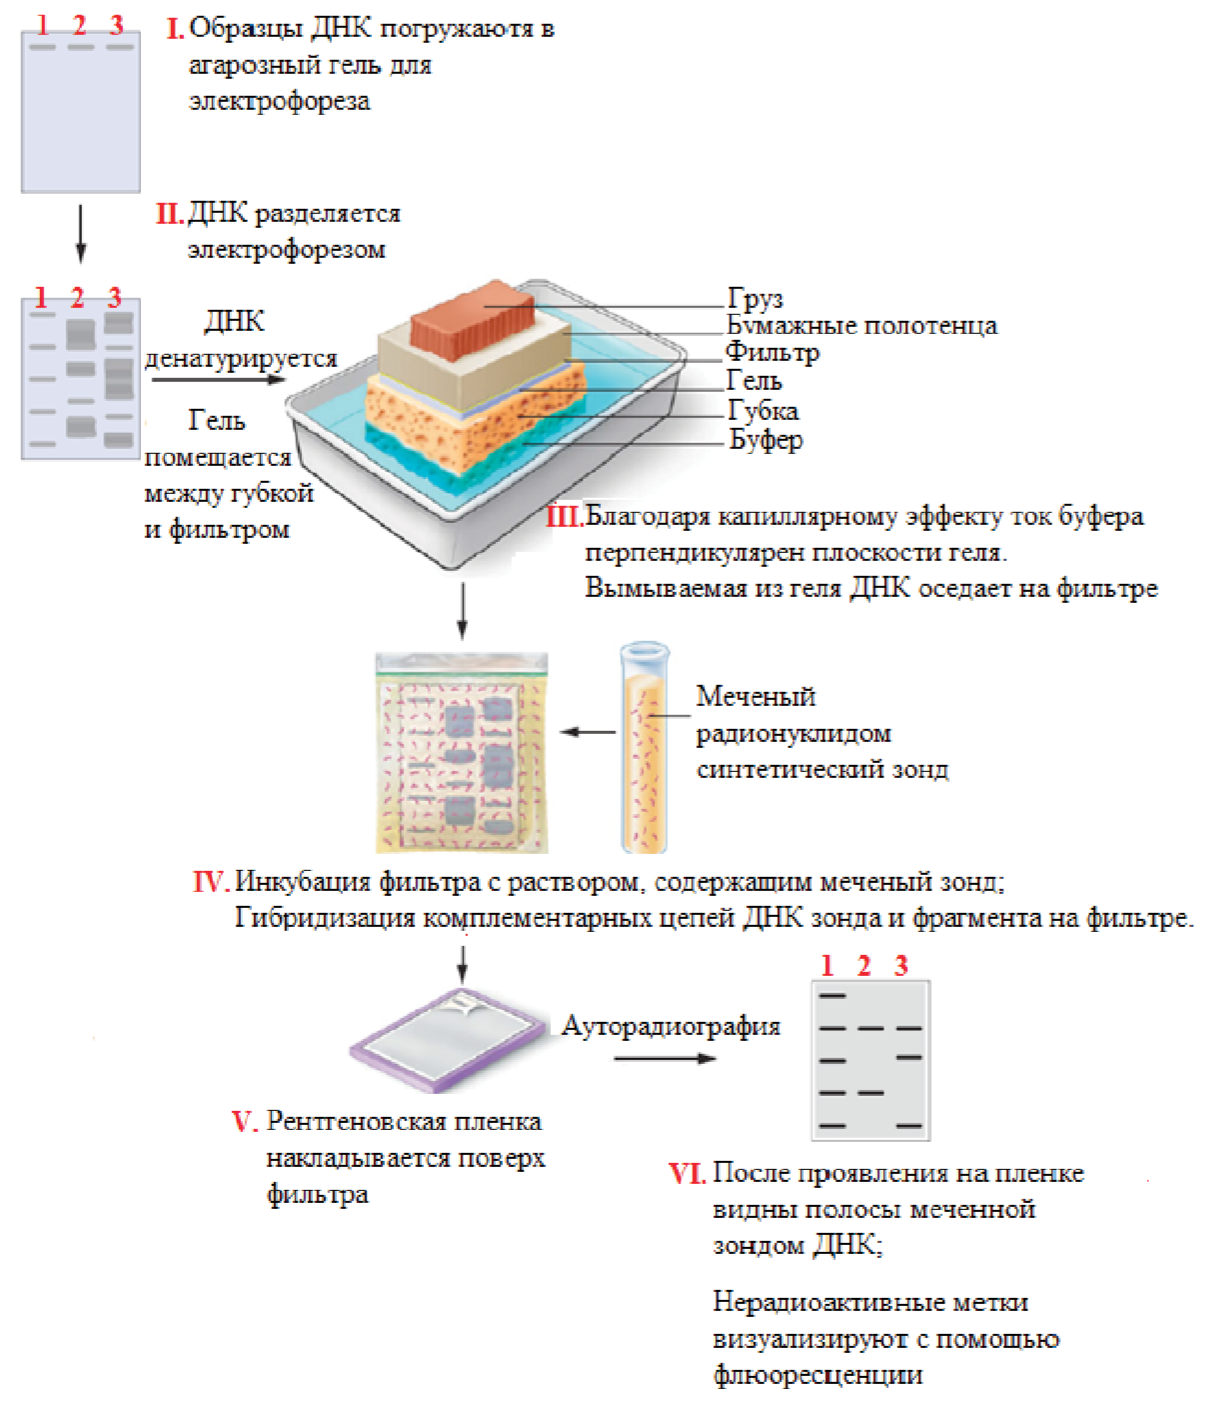 1 2 3
I. Образцы ДНК погружаютя в
агарозный гель для
электрофореза
II. ДНК разделяется
электрофорезом
1 2 3
ДНК
денатурируется
Гель
помещается
между губкой
и фильтром
Груз
Бумажные полотенца
Фильтр
Гель
Губка
Буфер
III. Благодаря капиллярному эффекту ток буфера
перпендикулярен плоскости геля.
Вымываемая из геля ДНК оседает на фильтре
Меченый
радионуклидом
синтетический зонд
IV. Инкубация фильтра с раствором, содержащим меченый зонд;
Гибридизация комплементарных цепей ДНК зонда и фрагмента на фильтре.
Ауторадиография
1 2 3
V. Рентгеновская пленка
накладывается поверх
фильтра
VI. После проявления на пленке
видны полосы меченной
зондом ДНК;
Нерадиоактивные метки
визуализируют с помощью
флюоресценции